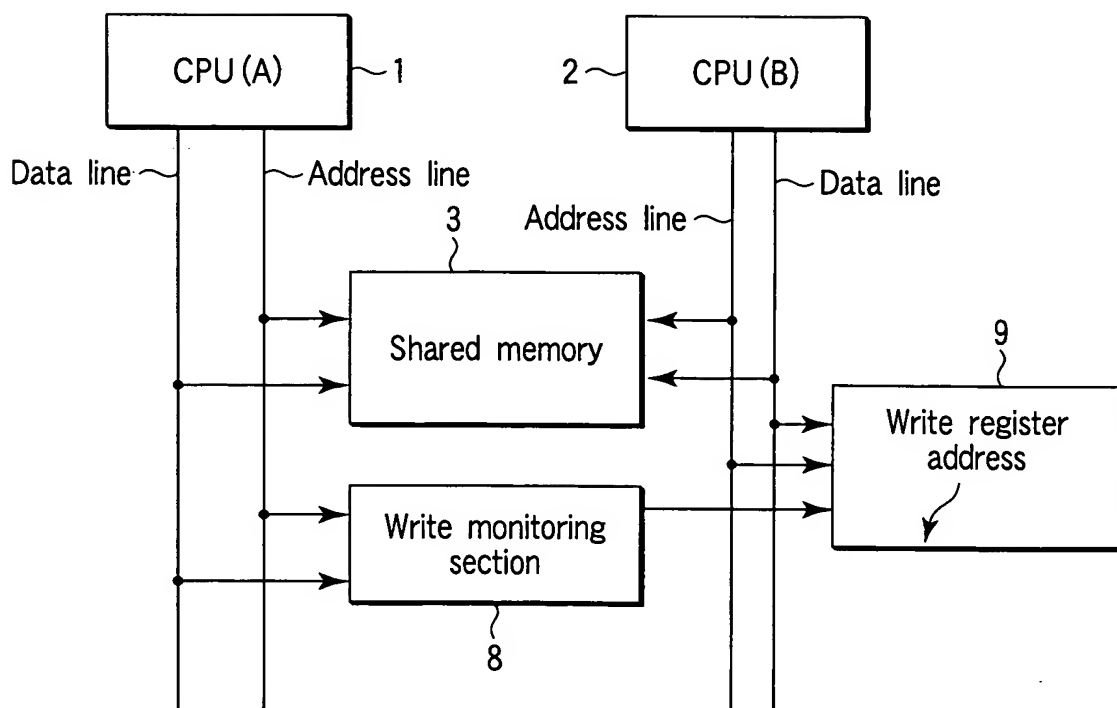 CPU(A)
1
2
CPU(B)
Data line
Address line
Data line
Address line
3
Shared memory
9
Write register
address
Write monitoring
section
8